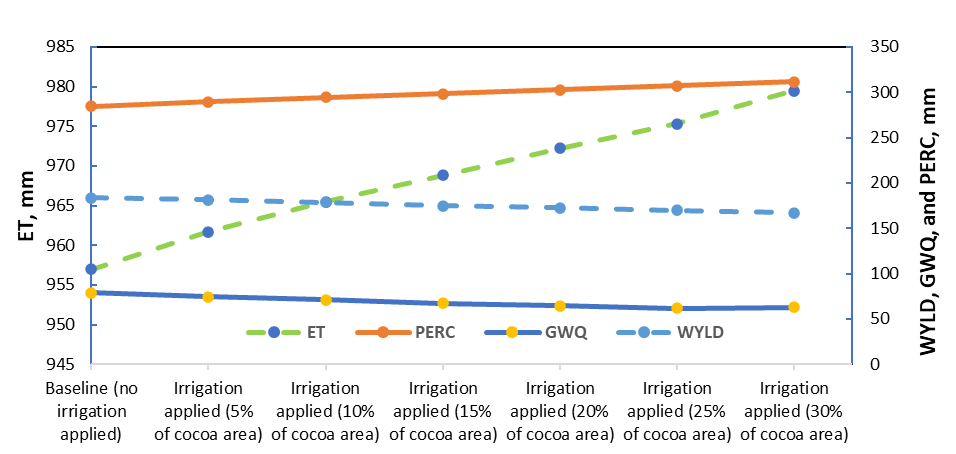 985
980
975
970
965
960
955
950
945
ET, mm
350
300
250
200
150
100
50
0
WYLD, GWQ, and PERC, mm
ET PERC GWQ WYLD
Baseline (no
irrigation
applied)
Irrigation
applied (5%
of cocoa area)
Irrigation
applied (10%
of cocoa area)
Irrigation
applied (15%
of cocoa area)
Irrigation
applied (20%
of cocoa area)
Irrigation
applied (25%
of cocoa area)
Irrigation
applied (30%
of cocoa area)